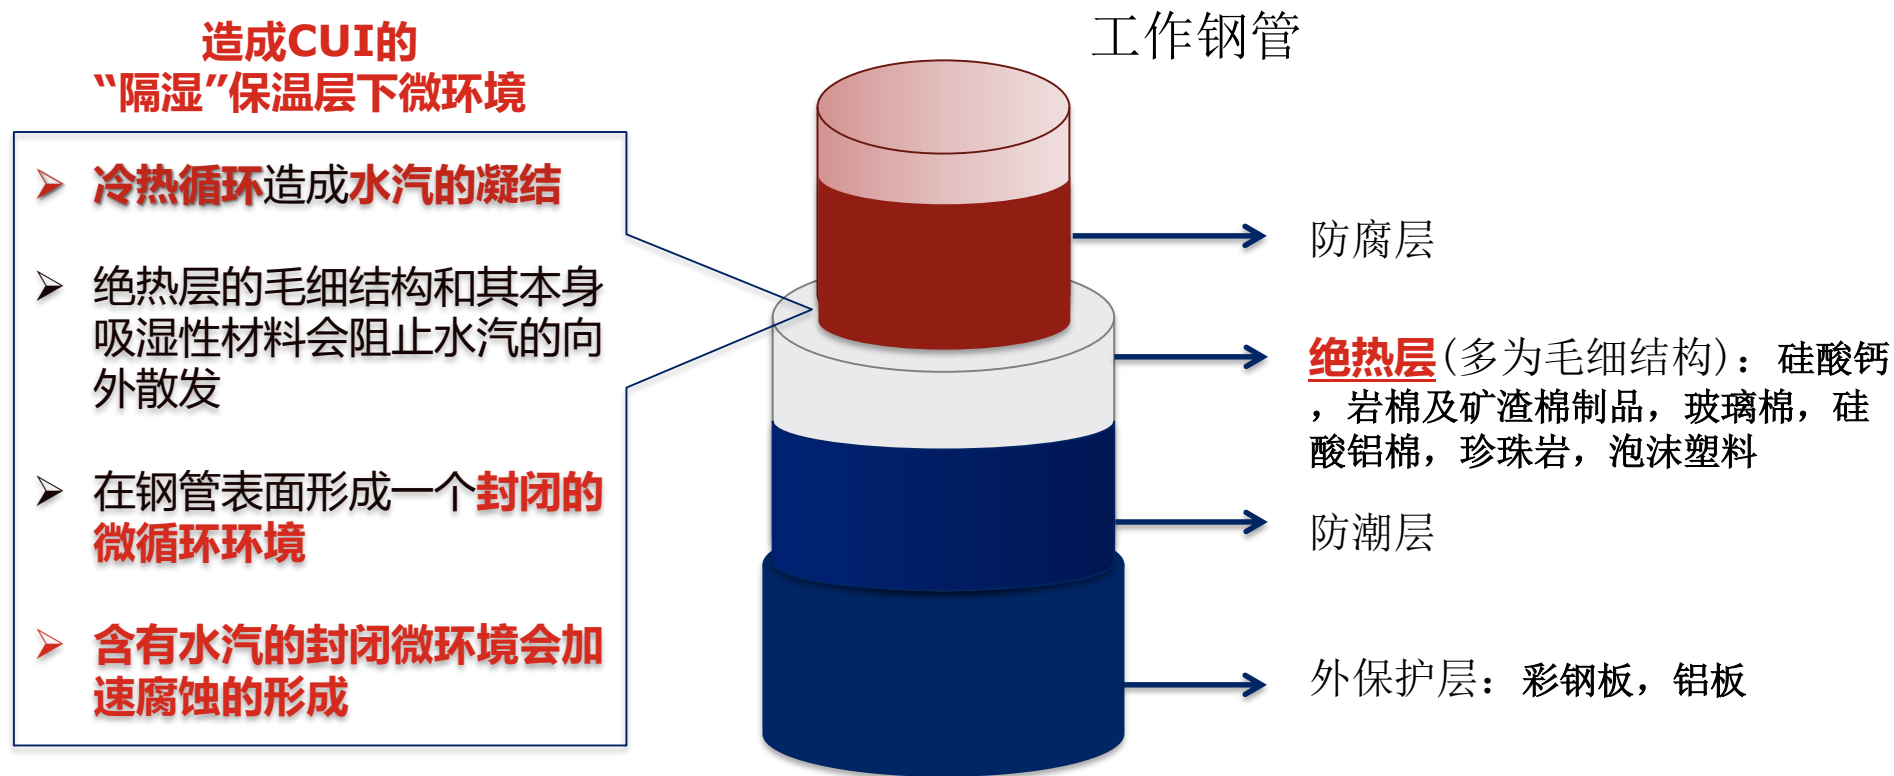 造成CUI的
“隔湿”保温层下微环境
冷热循环造成水汽的凝结
绝热层的毛细结构和其本身
吸湿性材料会阻止水汽的向
外散发
在钢管表面形成一个封闭的
微循环环境
含有水汽的封闭微环境会加
速腐蚀的形成
工作钢管
防腐层
绝热层(多为毛细结构)：硅酸钙
，岩棉及矿渣棉制品，玻璃棉，硅
酸铝棉，珍珠岩，泡沫塑料
防潮层
外保护层：彩钢板，铝板